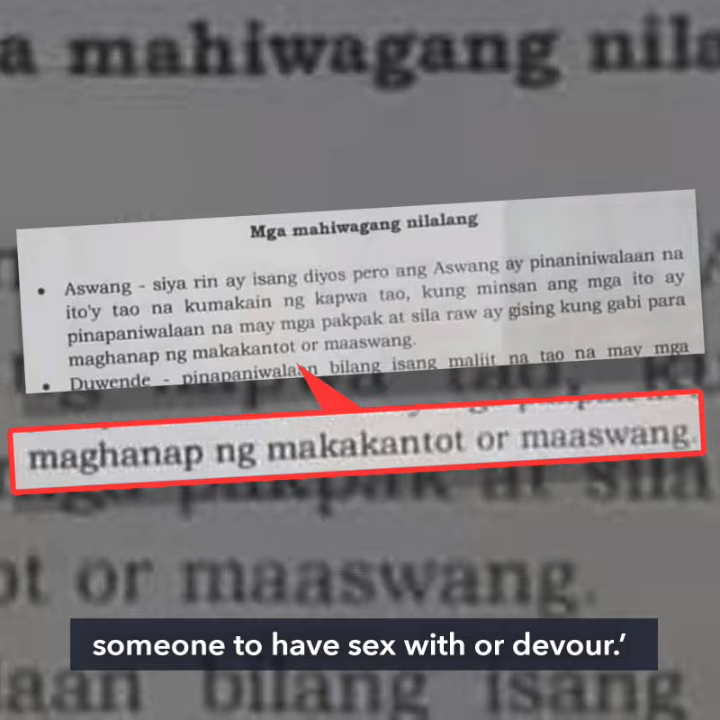 a mahiwagang nila
Mga mahiwagang nilalang
• Aswang - siya rin ay isang diyos pero ang Aswang ay pinaniniwalaan na
ito'y tao na kumakain ng kapwa tao, kung minsan ang mga ito ay
pinapaniwalaan na may mga pakpak at sila raw ay gising kung gabi para
maghanap ng makakantot or maaswang.
• Duwende - pinapaniwalaan bilang isang maliit na tao na may mga
maghanap ng makakantot or maaswang.
pakpak at sila
ot or maaswang.
someone to have sex with or devour.’
laan bilang isang